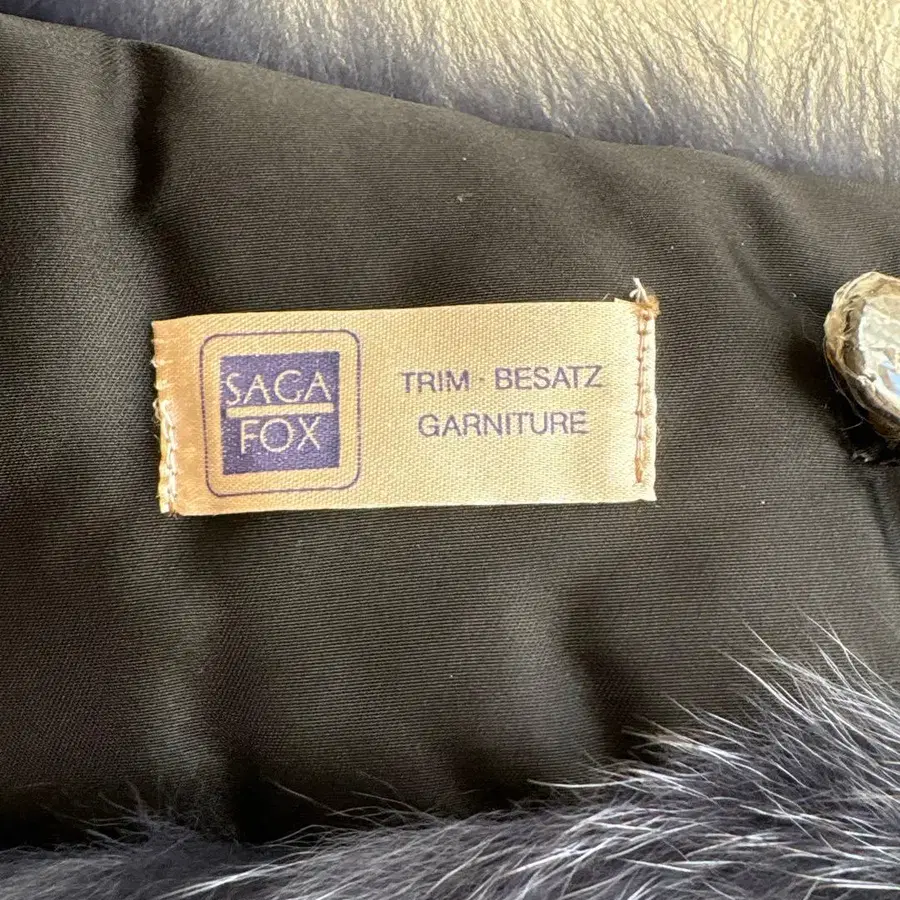 SAGA
FOX
TRIM · BESATZ
GARNITURE